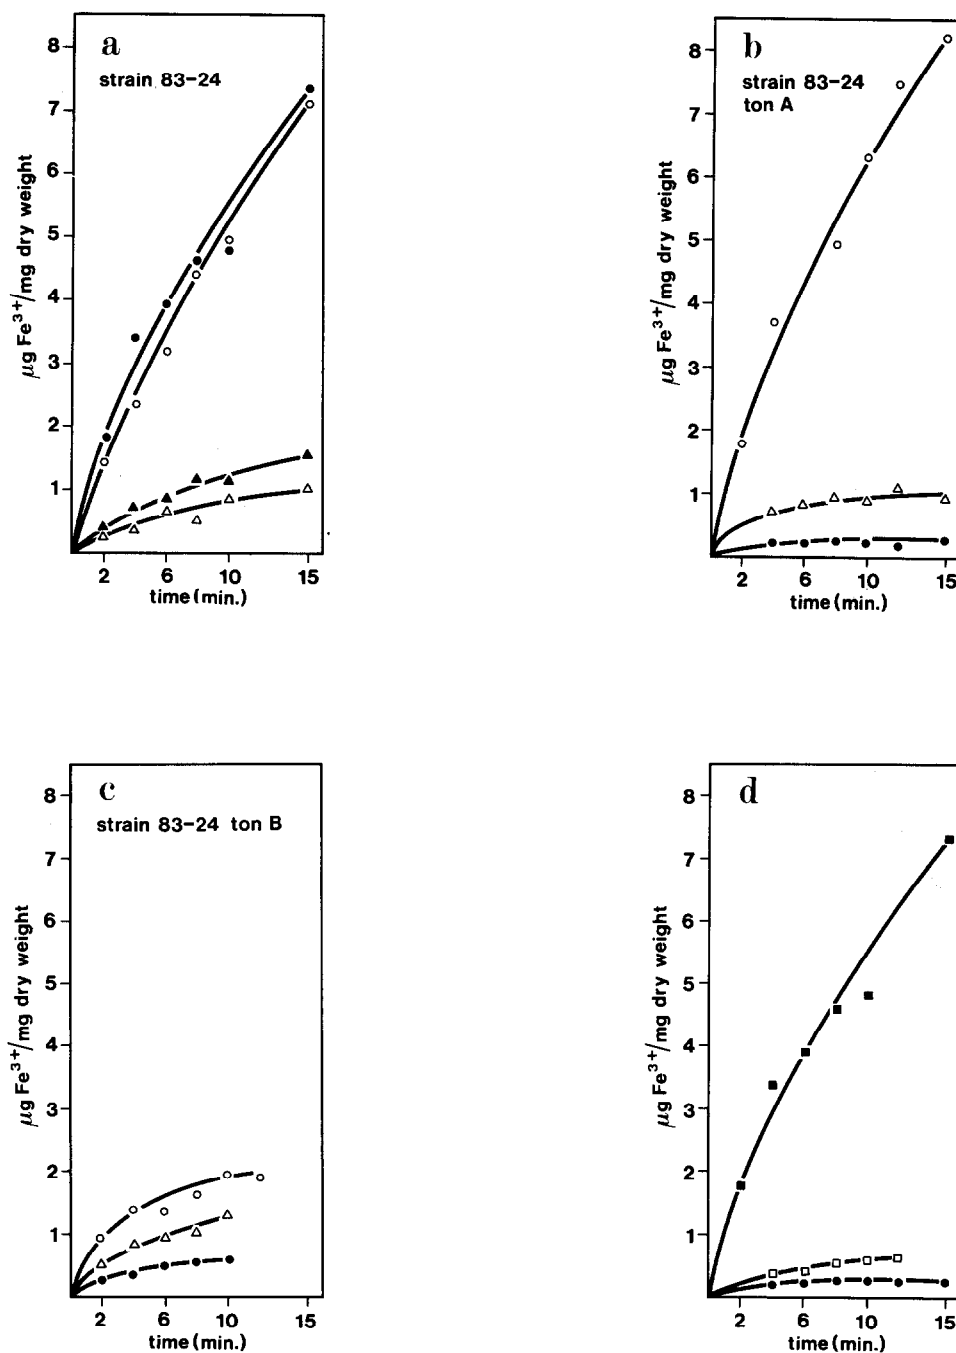 a
strain 83-24
8
7
6
5
4
3
2
1
µg Fe³⁺/mg dry weight
2 6 10 15
time (min.)
b
strain 83-24
ton A
8
7
6
5
4
3
2
1
µg Fe³⁺/mg dry weight
2 6 10 15
time (min.)
c
strain 83-24 ton B
8
7
6
5
4
3
2
1
µg Fe³⁺/mg dry weight
2 6 10 15
time (min.)
d
8
7
6
5
4
3
2
1
µg Fe³⁺/mg dry weight
2 6 10 15
time (min.)